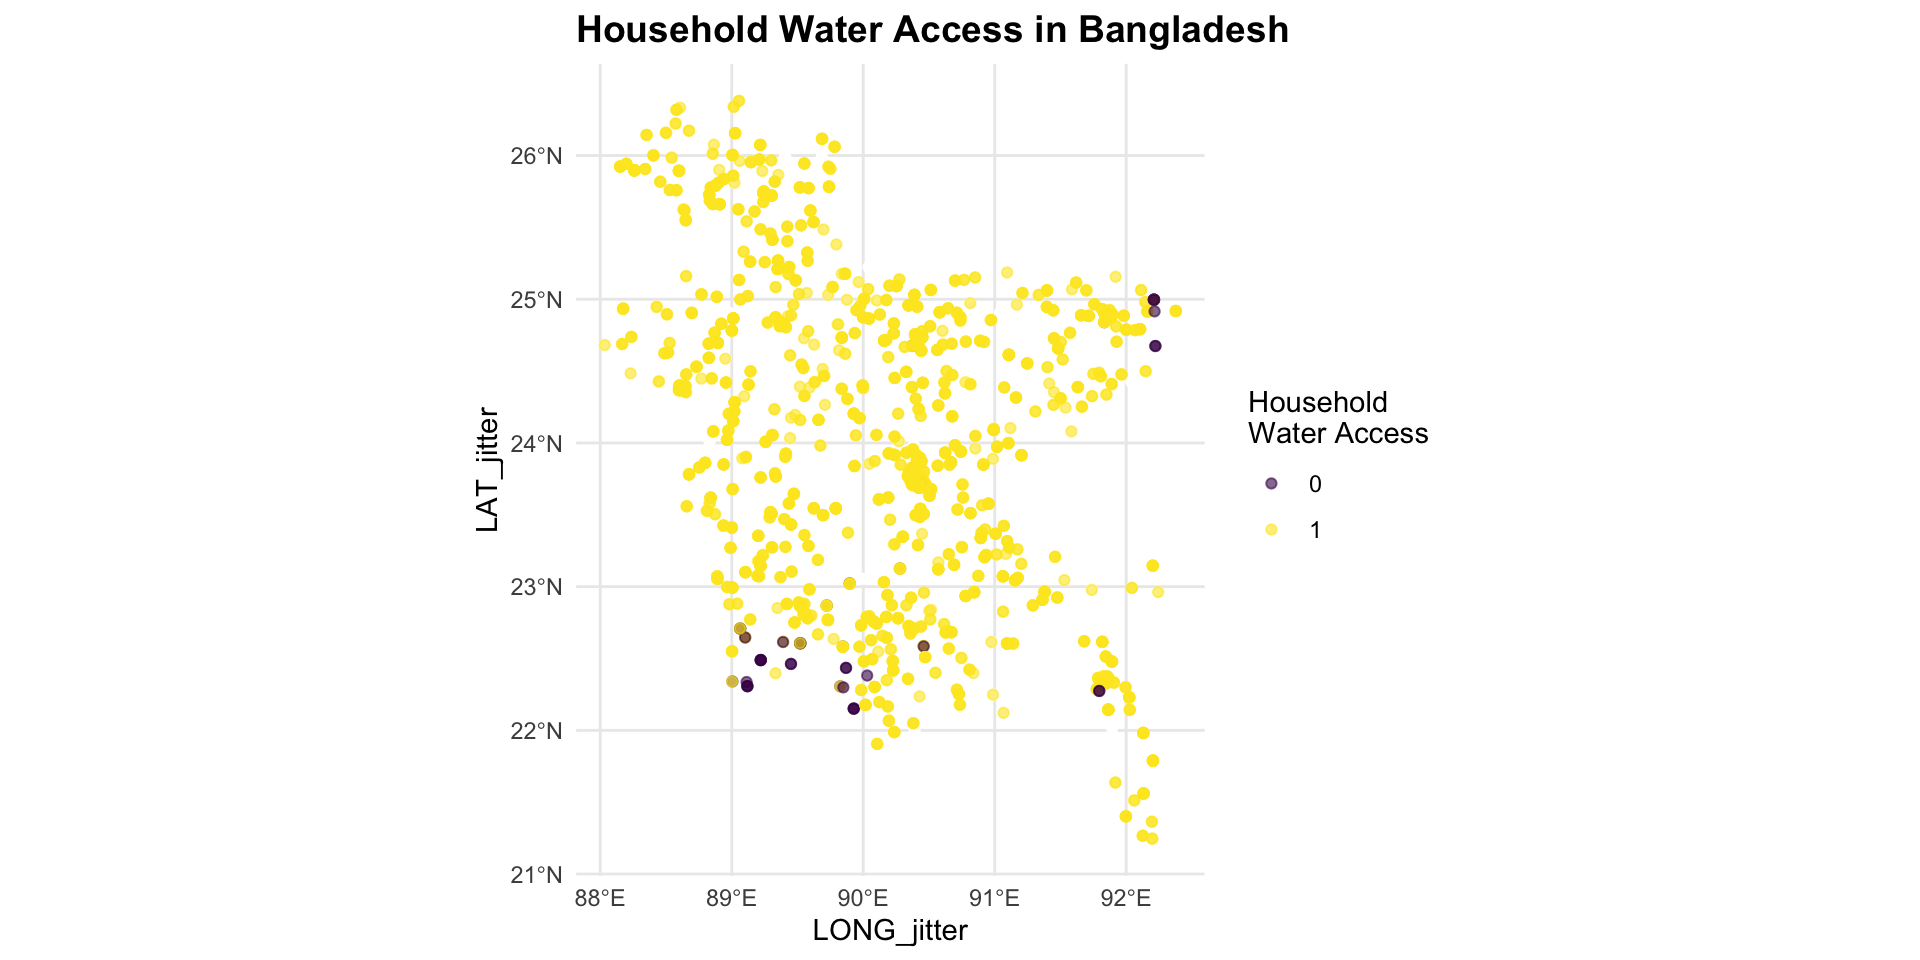 Household Water Access in Bangladesh
26°N
25°N
24°N
23°N
22°N
21°N
LAT_jitter
88°E 89°E 90°E 91°E 92°E
LONG_jitter
Household
Water Access
0
1